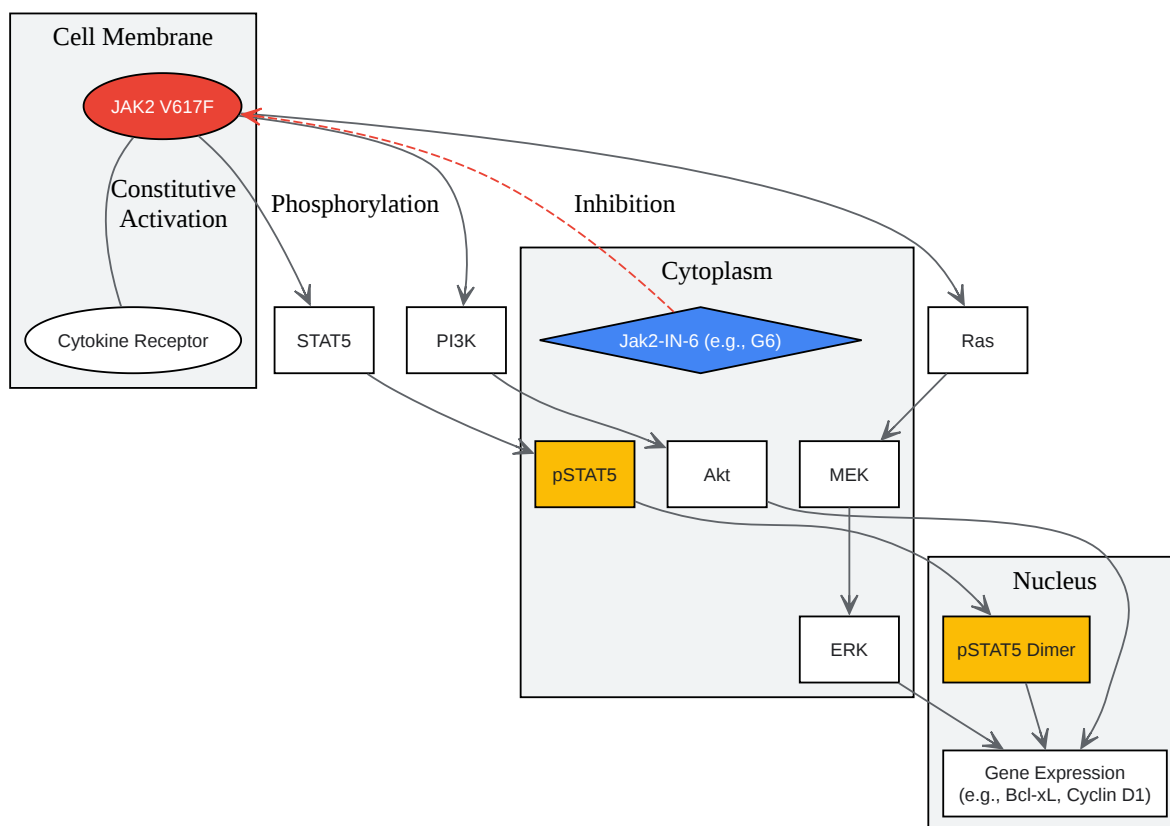 Cell Membrane
JAK2 V617F
Constitutive
Activation
Phosphorylation
Inhibition
Cytoplasm
Cytokine Receptor
STAT5
PI3K
Jak2-IN-6 (e.g., G6)
Ras
pSTAT5
Akt
MEK
Nucleus
ERK
pSTAT5 Dimer
Gene Expression
(e.g., Bcl-xL, Cyclin D1)